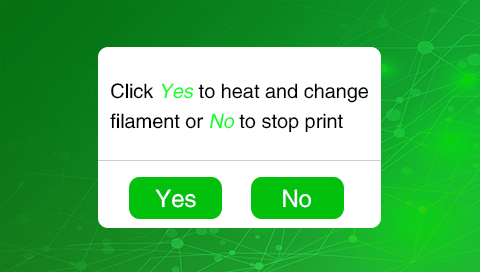 Click Yes to heat and change
filament or No to stop print
Yes
No